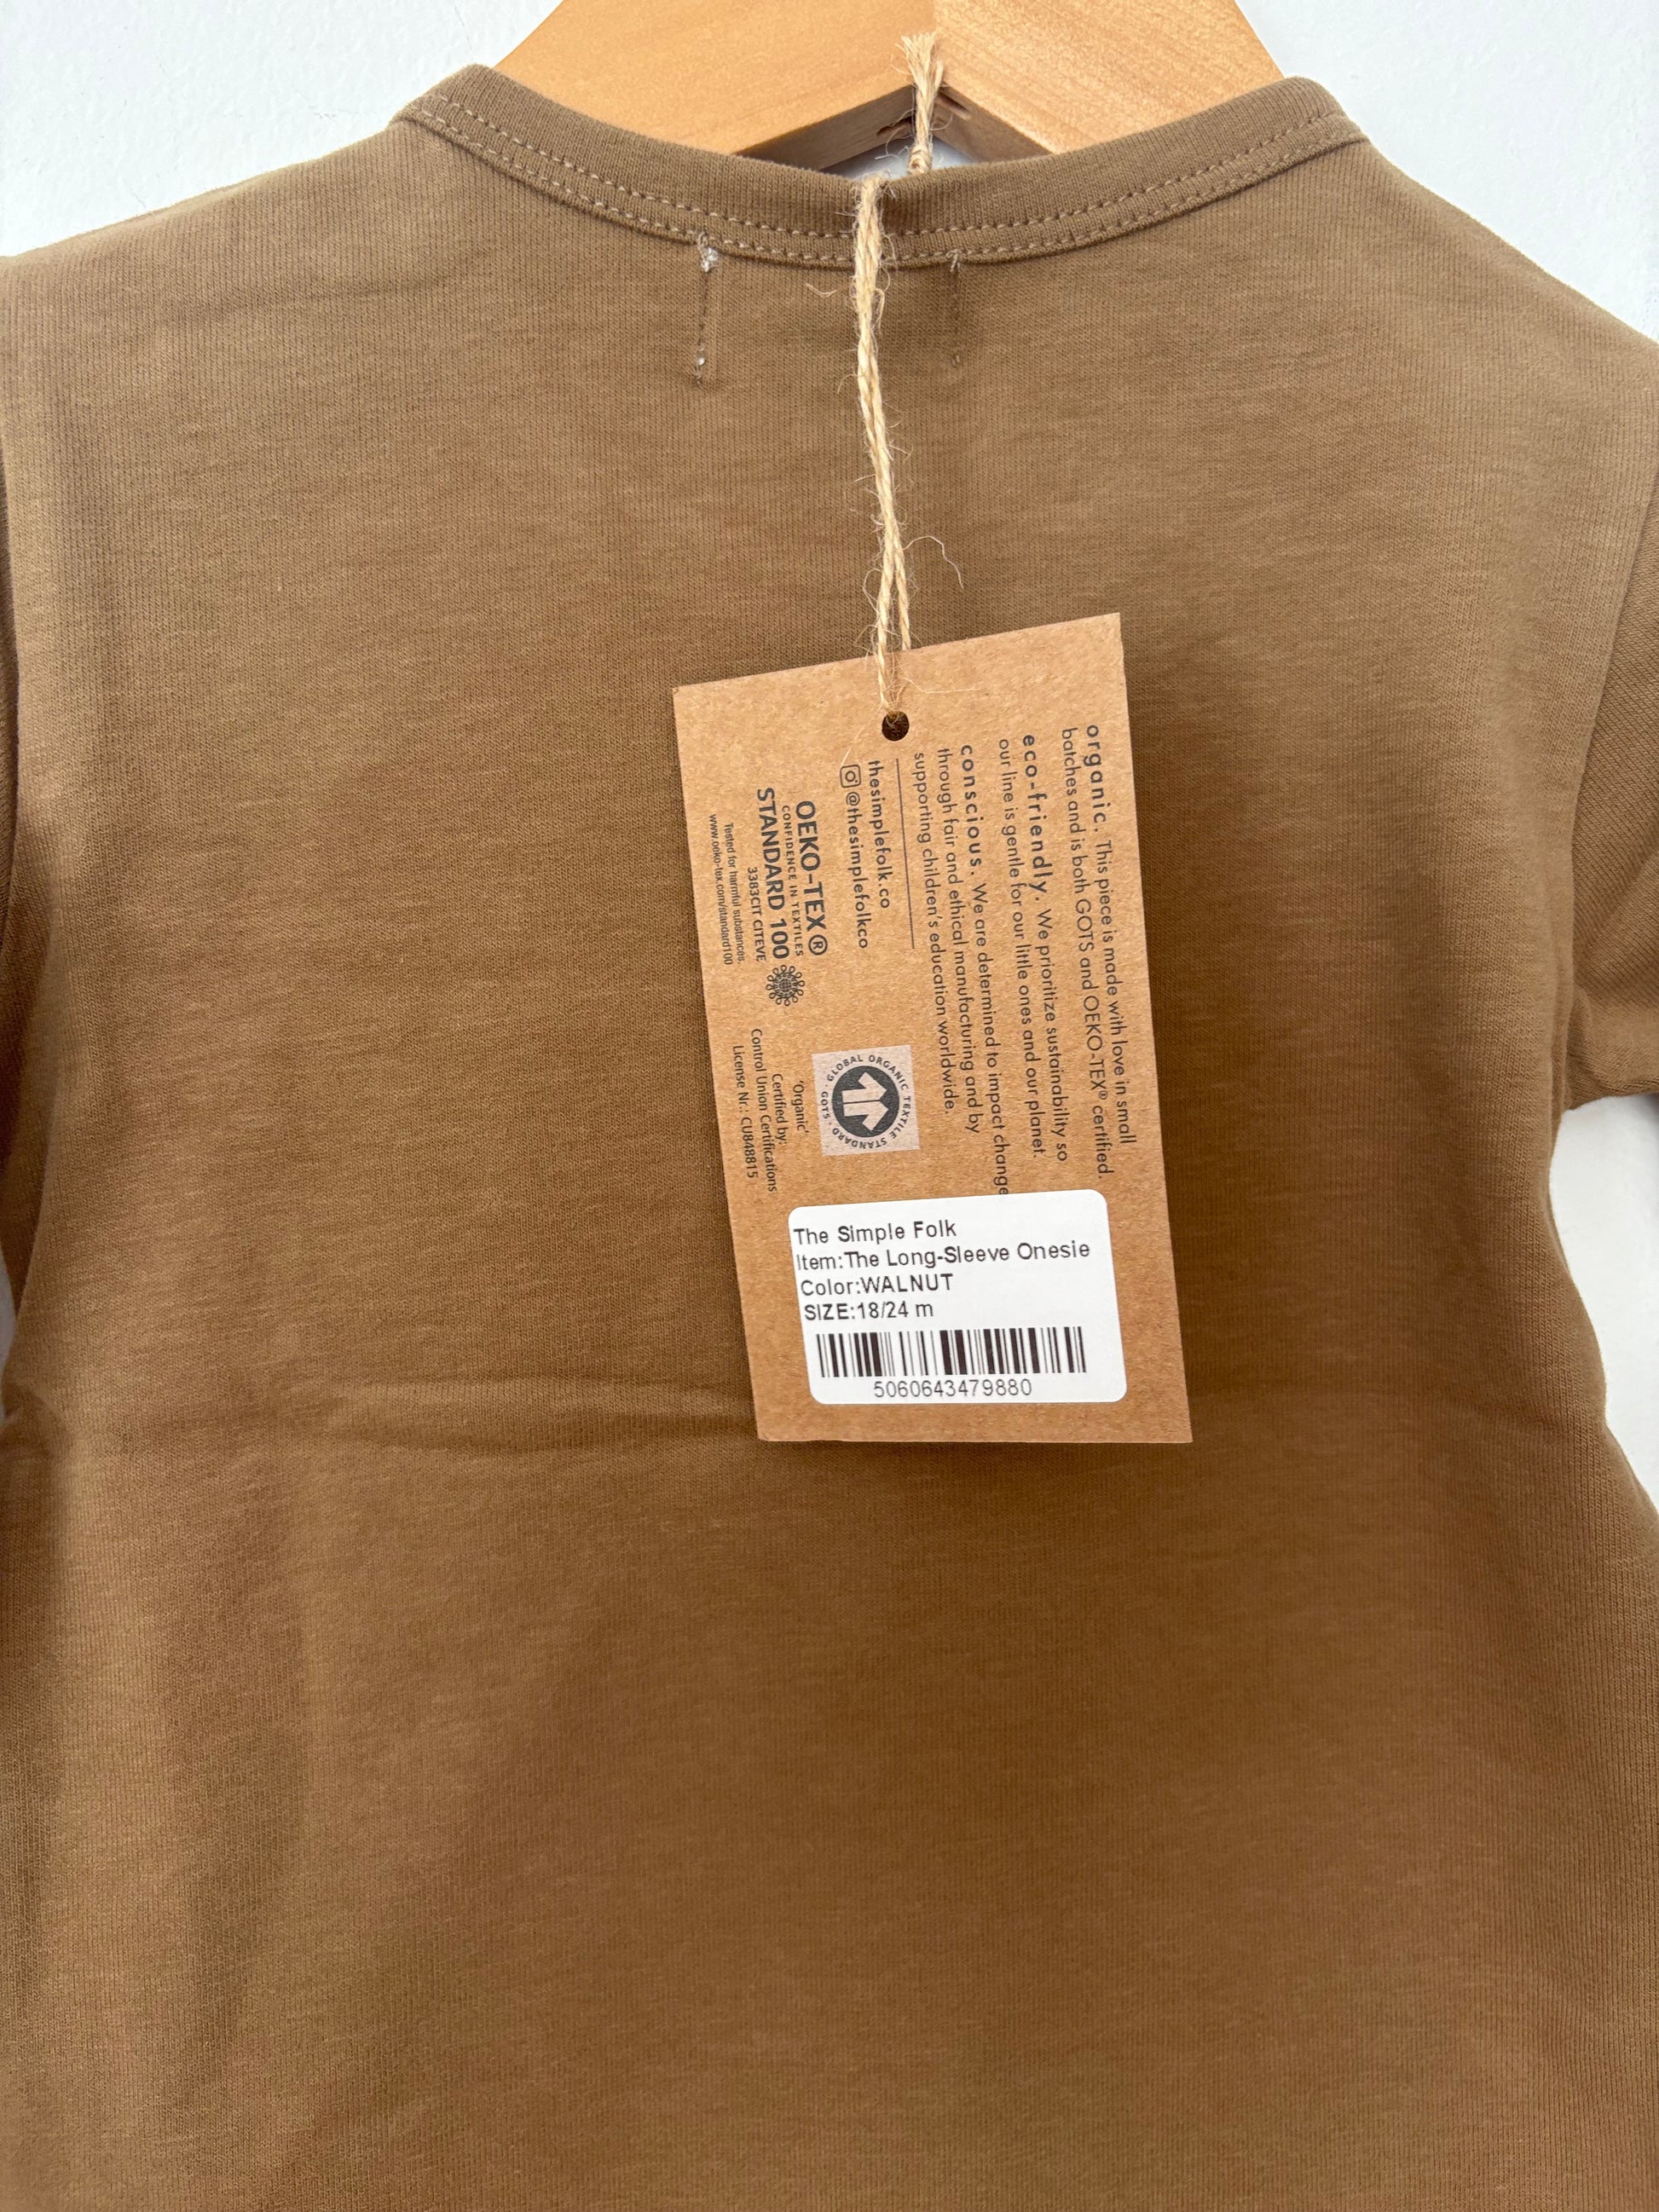 organic. This piece is made with love in small
batches and is both GOTS and OEKO-TEX® certified.
eco-friendly. We prioritize sustainability so
our line is gentle for our little ones and our planet.
conscious. We are determined to impact change
through fair and ethical manufacturing and by
supporting children's education worldwide.
thesimplefolk.co
@thesimplefolkco
OEKO-TEX®
CONFIDENCE IN TEXTILES
STANDARD 100
3383CIT CITEVE
Tested for harmful substances.
www.oeko-tex.com/standard100
GLOBAL ORGANIC TEXTILE STANDARD · GOTS ·
'Organic'
Certified by:
Control Union Certifications
License Nr.: CU848815
The Simple Folk
Item:The Long-Sleeve Onesie
Color:WALNUT
SIZE:18/24 m
5060643479880